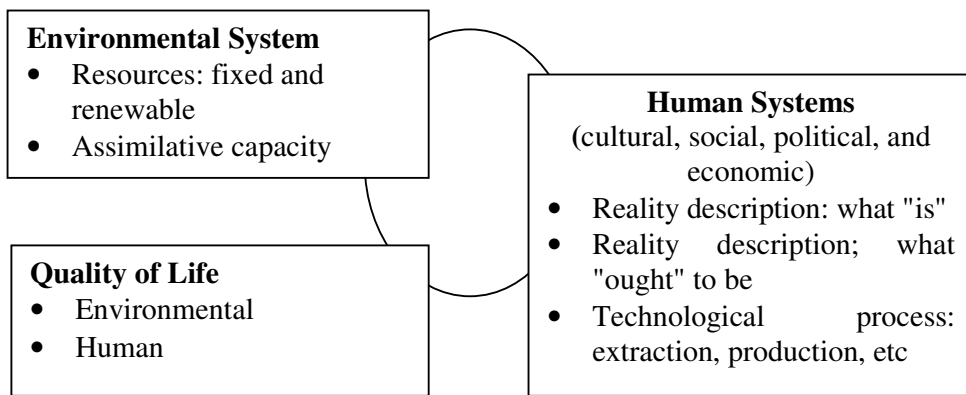 Environmental System
• Resources: fixed and
renewable
• Assimilative capacity
Human Systems
(cultural, social, political, and
economic)
• Reality description: what "is"
• Reality description; what
"ought" to be
• Technological process:
extraction, production, etc
Quality of Life
• Environmental
• Human